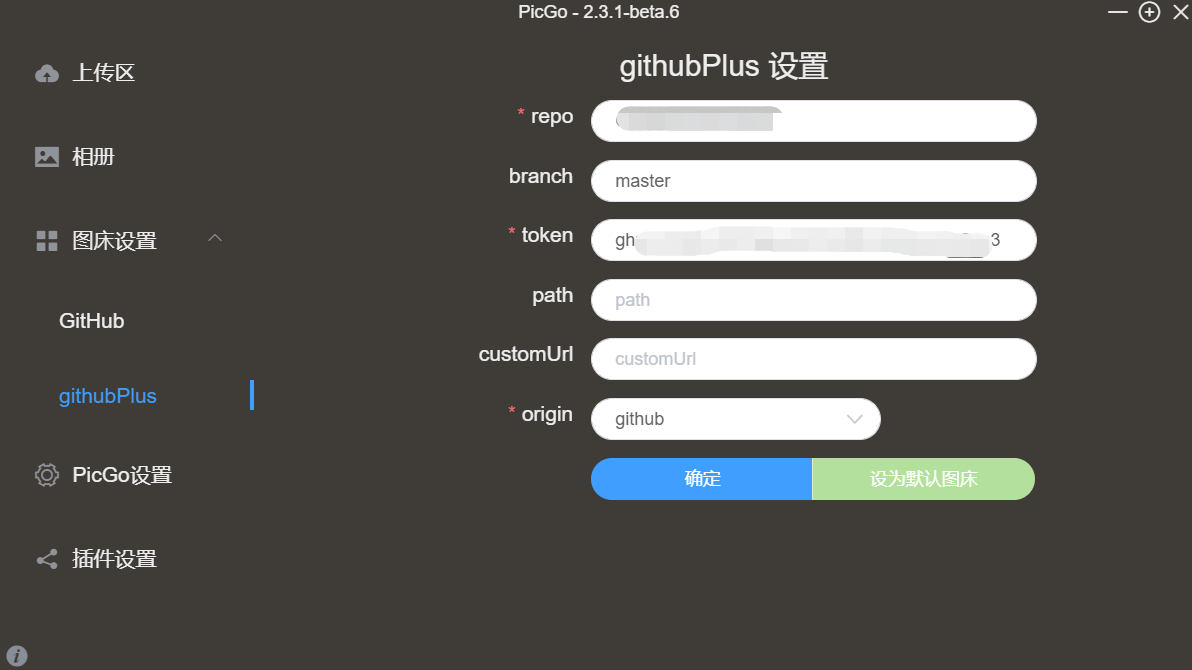 PicGo - 2.3.1-beta.6
上传区
相册
图床设置
GitHub
githubPlus
PicGo设置
插件设置
githubPlus 设置
* repo
branch
master
* token
gh
3
path
path
customUrl
customUrl
* origin
github
确定
设为默认图床